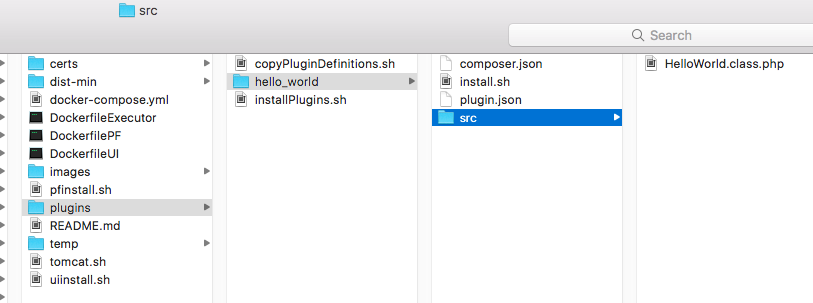 src
Search
certs
dist-min
docker-compose.yml
DockerfileExecutor
DockerfilePF
DockerfileUI
images
pfinstall.sh
plugins
README.md
temp
tomcat.sh
uiinstall.sh
copyPluginDefinitions.sh
hello_world
installPlugins.sh
composer.json
install.sh
plugin.json
src
HelloWorld.class.php